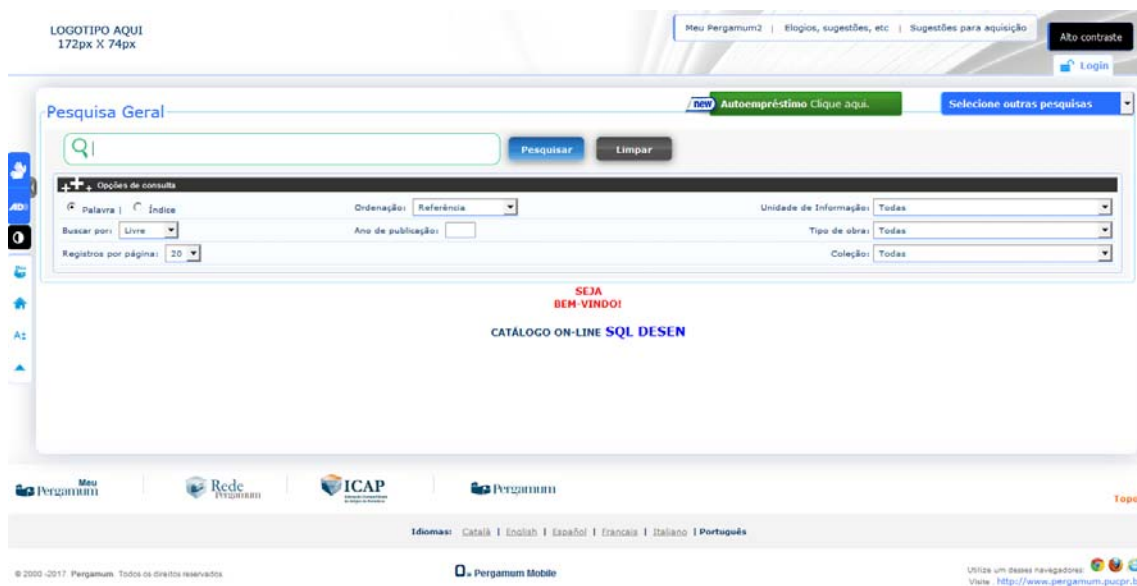 LOGOTIPO AQUI
172px X 74px
Meu Pergamum2 | Elogios, sugestões, etc | Sugestões para aquisição
Alto contraste
Login
Pesquisa Geral
new Autoempréstimo Clique aqui.
Selecione outras pesquisas
Pesquisar Limpar
Opções de consulta
Palavra | Índice
Ordenação: Referência
Unidade de Informação: Todas
Buscar por: Livre
Ano de publicação:
Tipo de obra: Todas
Registros por página: 20
Coleção: Todas
SEJA
BEM-VINDO!
CATÁLOGO ON-LINE SQL DESEN
A±
Meu
Pergamum
Rede
Pergamum
ICAP
Pergamum
Topo
Idiomas: Català | English | Español | Français | Italiano | Português
© 2000 -2017 Pergamum Todos os direitos reservados
Pergamum Mobile
Utilize um desses navegadores:
Visite : http://www.pergamum.pucpr.b